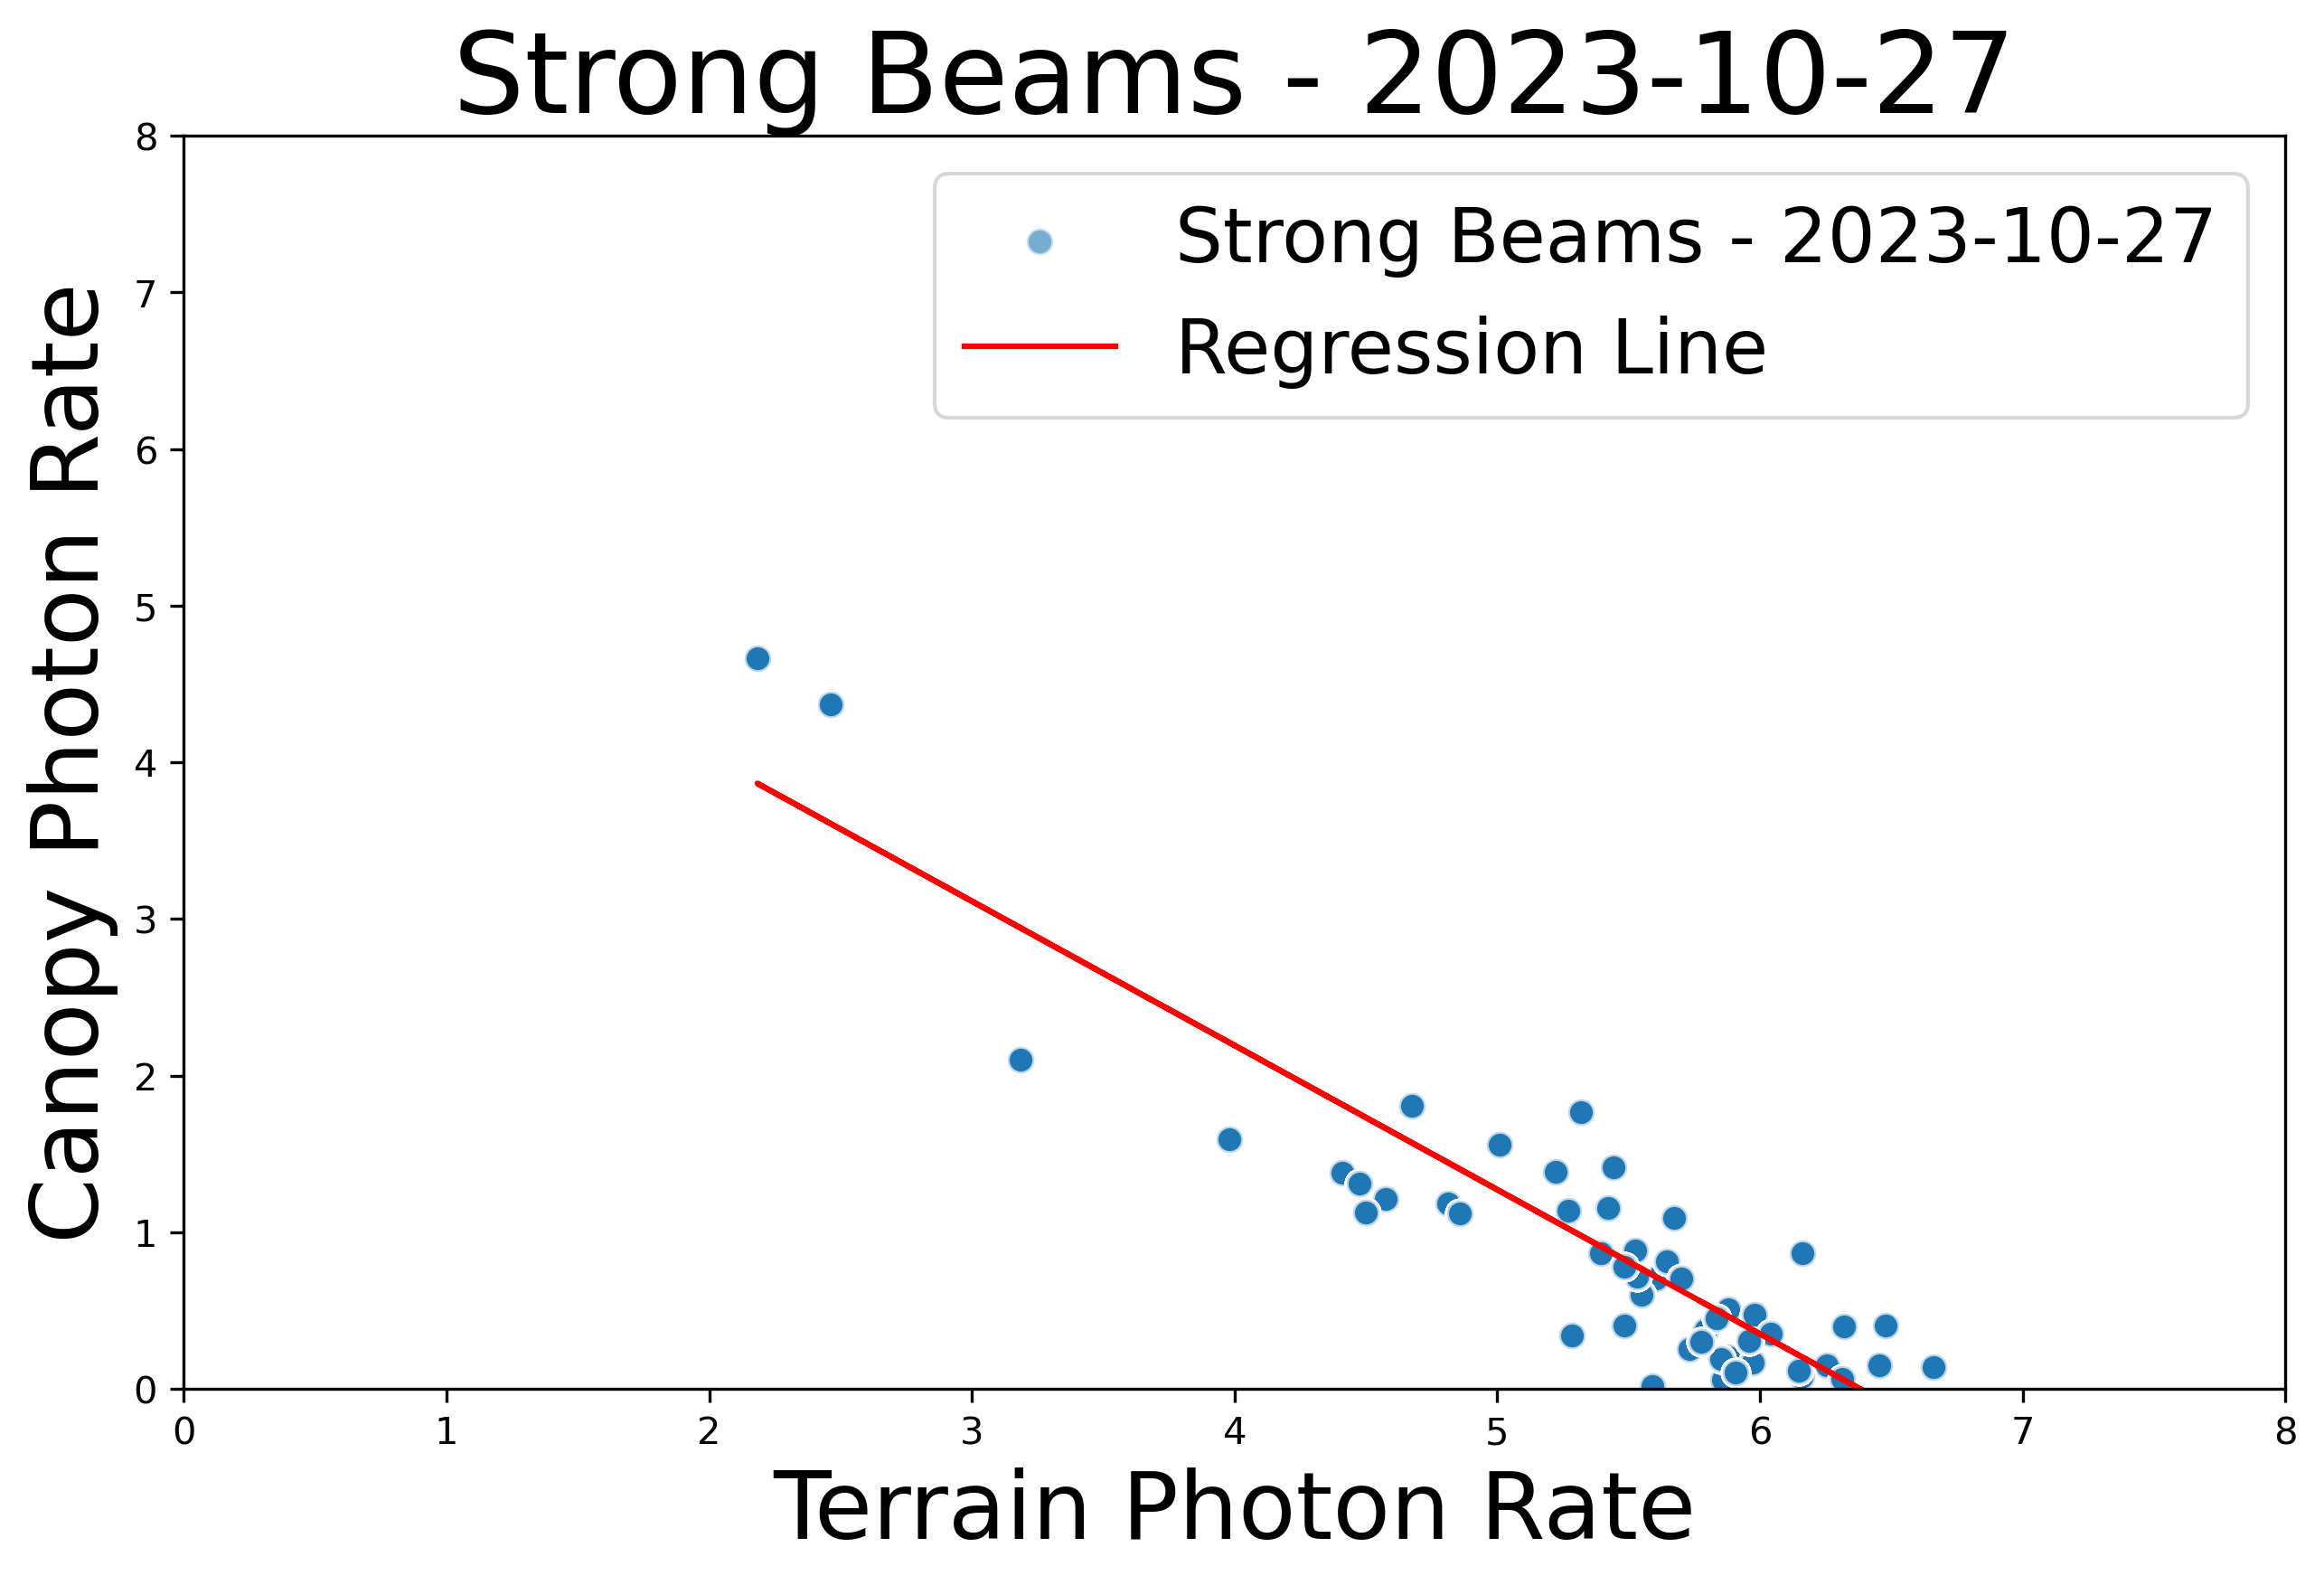 Strong Beams - 2023-10-27
Strong Beams - 2023-10-27
Regression Line
Canopy Photon Rate
8
7
6
5
4
3
2
1
0
0 1 2 3 4 5 6 7 8
Terrain Photon Rate